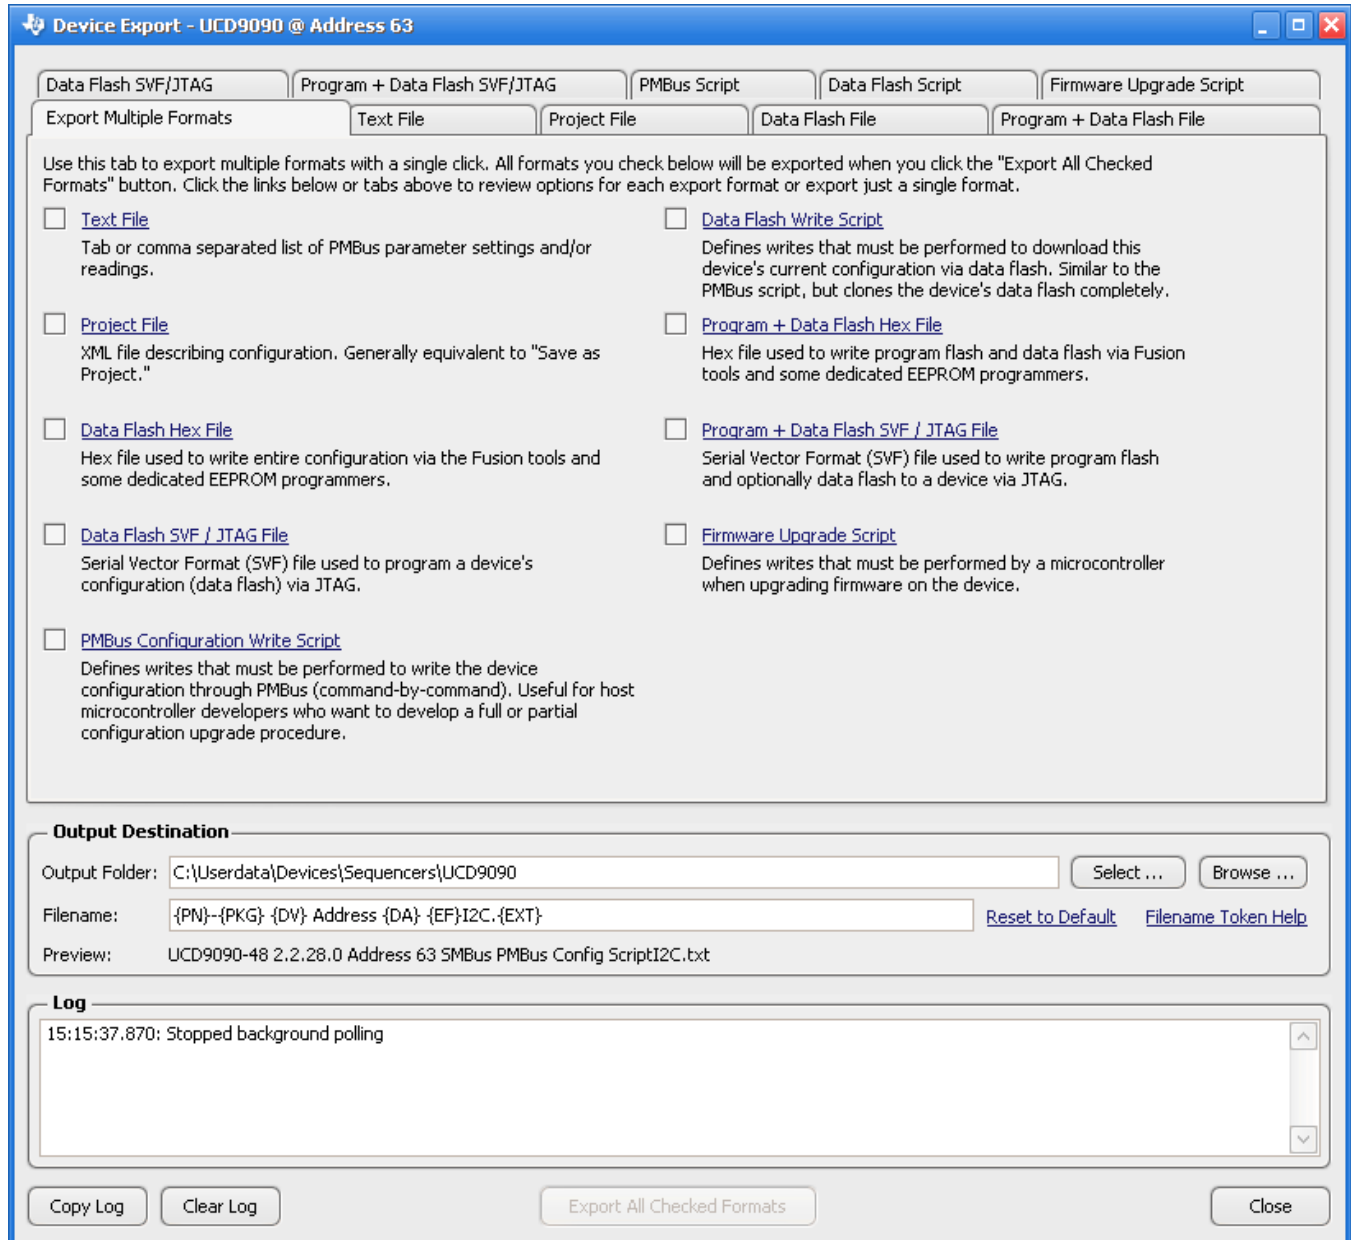 Device Export - UCD9090 @ Address 63
Data Flash SVF/JTAG
Program + Data Flash SVF/JTAG
PMBus Script
Data Flash Script
Firmware Upgrade Script
Export Multiple Formats
Text File
Project File
Data Flash File
Program + Data Flash File
Use this tab to export multiple formats with a single click. All formats you check below will be exported when you click the "Export All Checked
Formats" button. Click the links below or tabs above to review options for each export format or export just a single format.
Text File
Tab or comma separated list of PMBus parameter settings and/or
readings.
Project File
XML file describing configuration. Generally equivalent to "Save as
Project."
Data Flash Hex File
Hex file used to write entire configuration via the Fusion tools and
some dedicated EEPROM programmers.
Data Flash SVF / JTAG File
Serial Vector Format (SVF) file used to program a device's
configuration (data flash) via JTAG.
PMBus Configuration Write Script
Defines writes that must be performed to write the device
configuration through PMBus (command-by-command). Useful for host
microcontroller developers who want to develop a full or partial
configuration upgrade procedure.
Data Flash Write Script
Defines writes that must be performed to download this
device's current configuration via data flash. Similar to the
PMBus script, but clones the device's data flash completely.
Program + Data Flash Hex File
Hex file used to write program flash and data flash via Fusion
tools and some dedicated EEPROM programmers.
Program + Data Flash SVF / JTAG File
Serial Vector Format (SVF) file used to write program flash
and optionally data flash to a device via JTAG.
Firmware Upgrade Script
Defines writes that must be performed by a microcontroller
when upgrading firmware on the device.
Output Destination
Output Folder: C:\Userdata\Devices\Sequencers\UCD9090 Select ... Browse ...
Filename: {PN}-{PKG} {DV} Address {DA} {EF}I2C.{EXT} Reset to Default Filename Token Help
Preview: UCD9090-48 2.2.28.0 Address 63 SMBus PMBus Config ScriptI2C.txt
Log
15:15:37.870: Stopped background polling
Copy Log Clear Log Export All Checked Formats Close